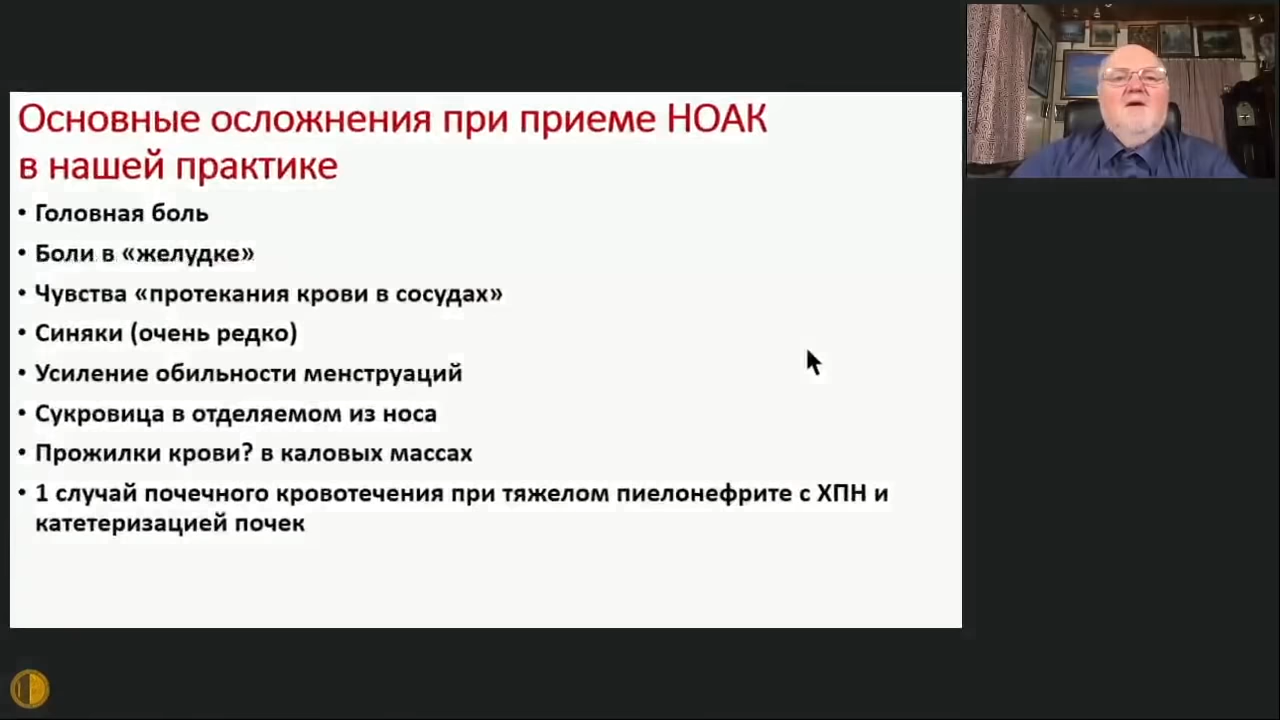 Основные осложнения при приеме НОАК
в нашей практике
• Головная боль
• Боли в «желудке»
• Чувства «протекания крови в сосудах»
• Синяки (очень редко)
• Усиление обильности менструаций
• Сукровица в отделяемом из носа
• Прожилки крови? в каловых массах
• 1 случай почечного кровотечения при тяжелом пиелонефрите с ХПН и
катетеризацией почек